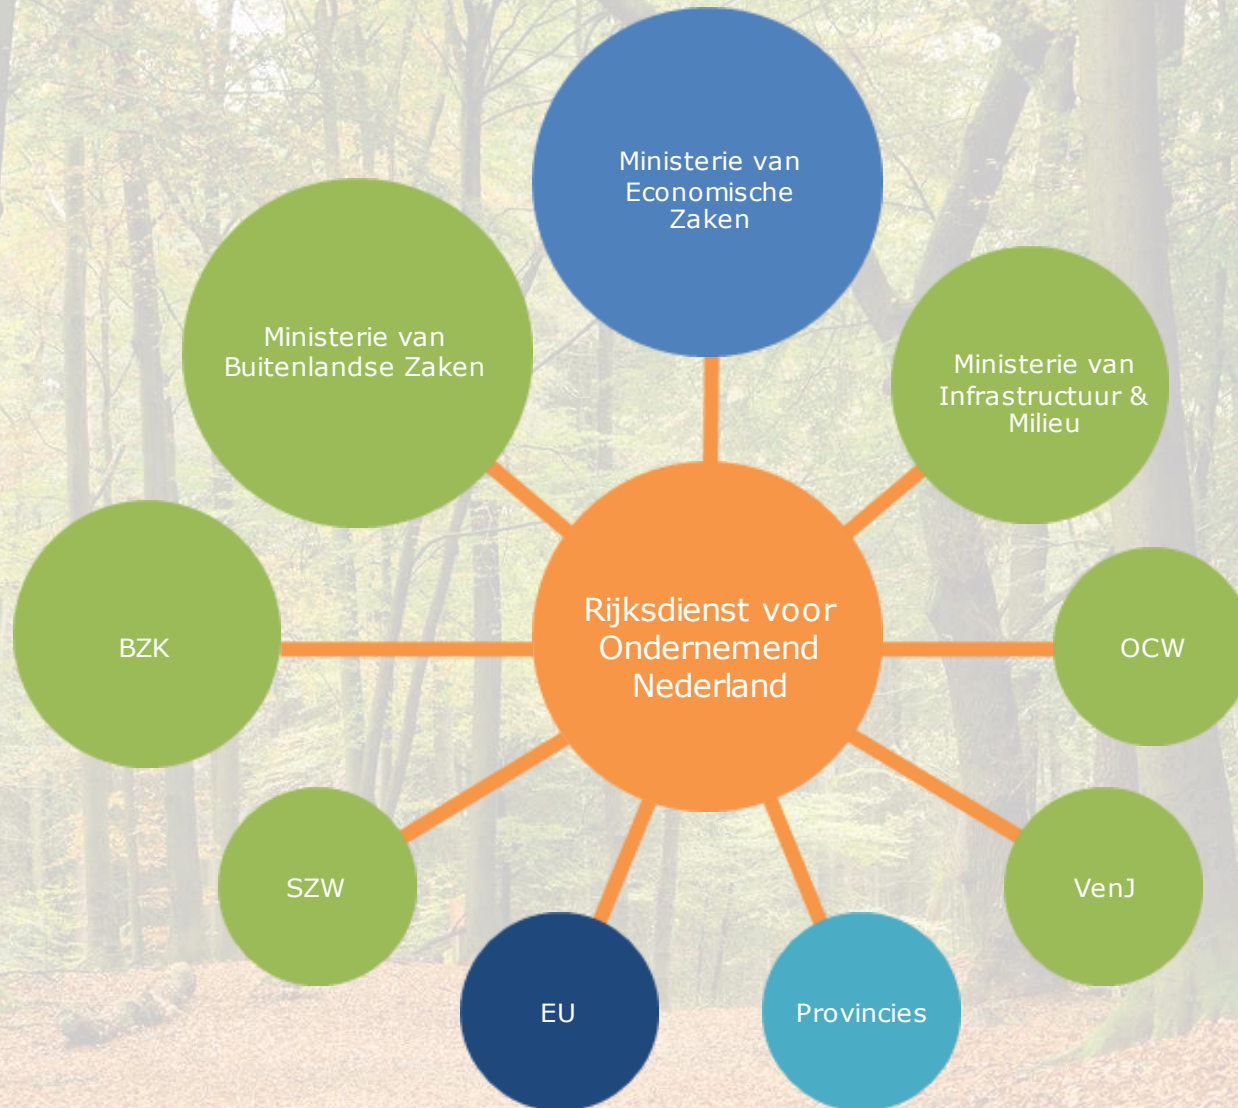 Ministerie van
Economische
Zaken
Ministerie van
Buitenlandse Zaken
Ministerie van
Infrastructuur &
Milieu
Rijksdienst voor
Ondernemend
Nederland
BZK
OCW
SZW
VenJ
EU
Provincies